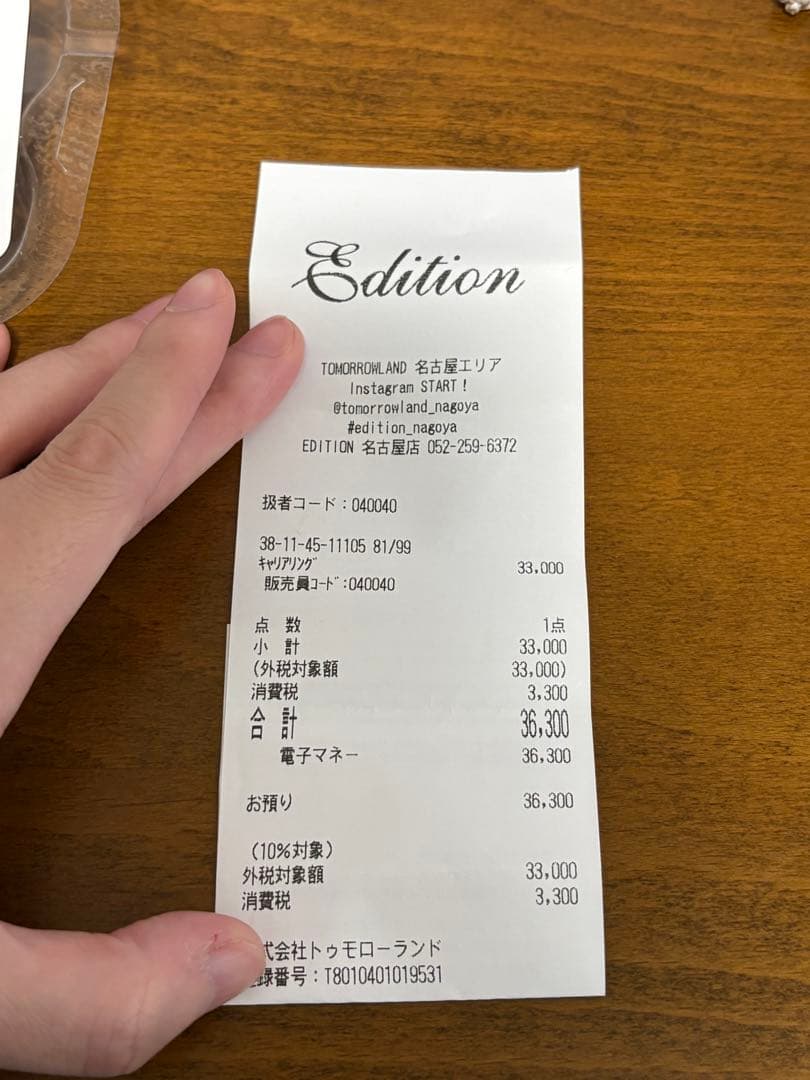 Edition
TOMORROWLAND 名古屋エリア
Instagram START！
@tomorrowland_nagoya
#edition_nagoya
EDITION 名古屋店 052-259-6372
扱者コード：040040
38-11-45-11105 81/99
ｷｬﾘｱﾘﾝｸﾞ 33,000
販売員ｺｰﾄﾞ:040040
点 数 1点
小 計 33,000
(外税対象額 33,000)
消費税 3,300
合 計 36,300
電子マネー 36,300
お預り 36,300
(10%対象)
外税対象額 33,000
消費税 3,300
式会社トゥモローランド
録番号：T8010401019531